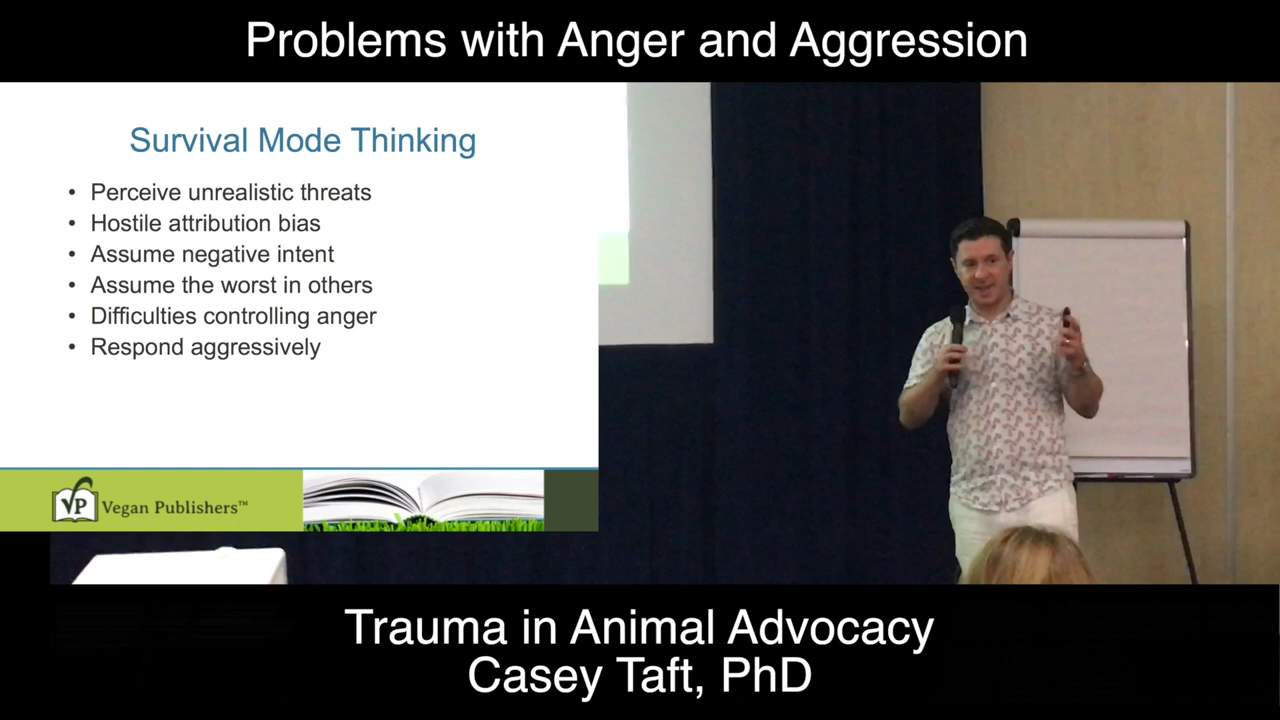 Problems with Anger and Aggression
Survival Mode Thinking
• Perceive unrealistic threats
• Hostile attribution bias
• Assume negative intent
• Assume the worst in others
• Difficulties controlling anger
• Respond aggressively
VP Vegan Publishers™
Trauma in Animal Advocacy
Casey Taft, PhD